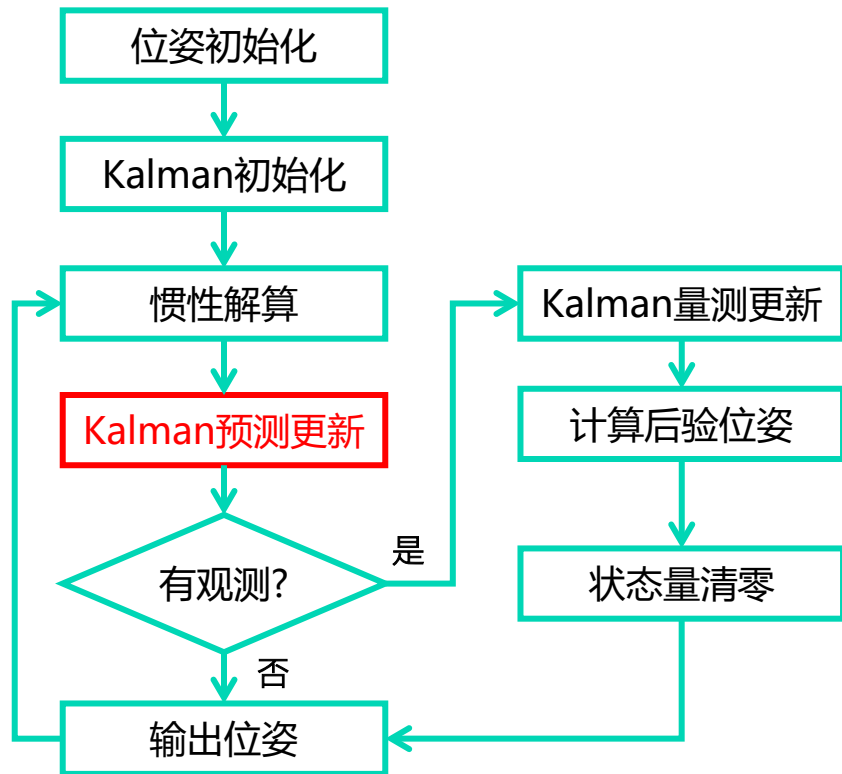 位姿初始化
Kalman初始化
惯性解算
Kalman预测更新
有观测?
是
否
输出位姿
Kalman量测更新
计算后验位姿
状态量清零